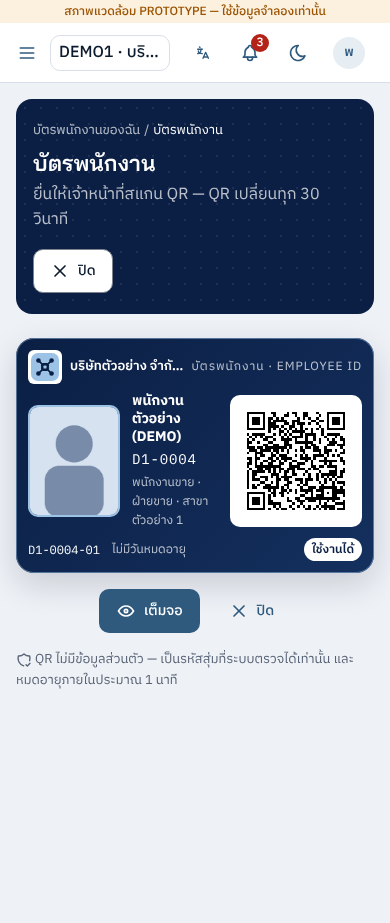 สภาพแวดล้อม PROTOTYPE — ใช้ข้อมูลจำลองเท่านั้น
DEMO1 · บริ...
3
พ
บัตรพนักงานของฉัน / บัตรพนักงาน
บัตรพนักงาน
ยื่นให้เจ้าหน้าที่สแกน QR — QR เปลี่ยนทุก 30
วินาที
ปิด
บริษัทตัวอย่าง จำกั... บัตรพนักงาน · EMPLOYEE ID
พนักงาน
ตัวอย่าง
(DEMO)
D1-0004
พนักงานขาย ·
ฝ่ายขาย · สาขา
ตัวอย่าง 1
D1-0004-01 ไม่มีวันหมดอายุ ใช้งานได้
เต็มจอ ปิด
QR ไม่มีข้อมูลส่วนตัว — เป็นรหัสสุ่มที่ระบบตรวจได้เท่านั้น และ
หมดอายุภายในประมาณ 1 นาที